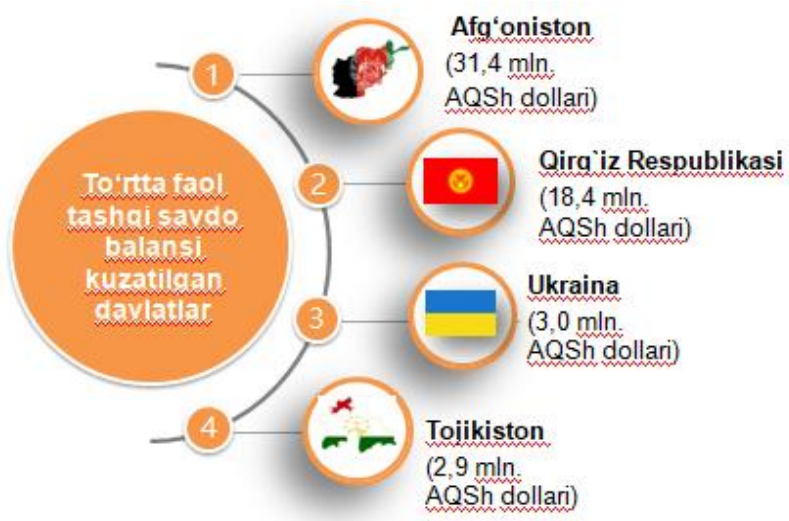 To‘rtta faol
tashqi savdo
balansi
kuzatilgan
davlatlar
1
Afg‘oniston
(31,4 mln.
AQSh dollari)
2
Qirg`iz Respublikasi
(18,4 mln.
AQSh dollari)
3
Ukraina
(3,0 mln.
AQSh dollari)
4
Tojikiston
(2,9 mln.
AQSh dollari)